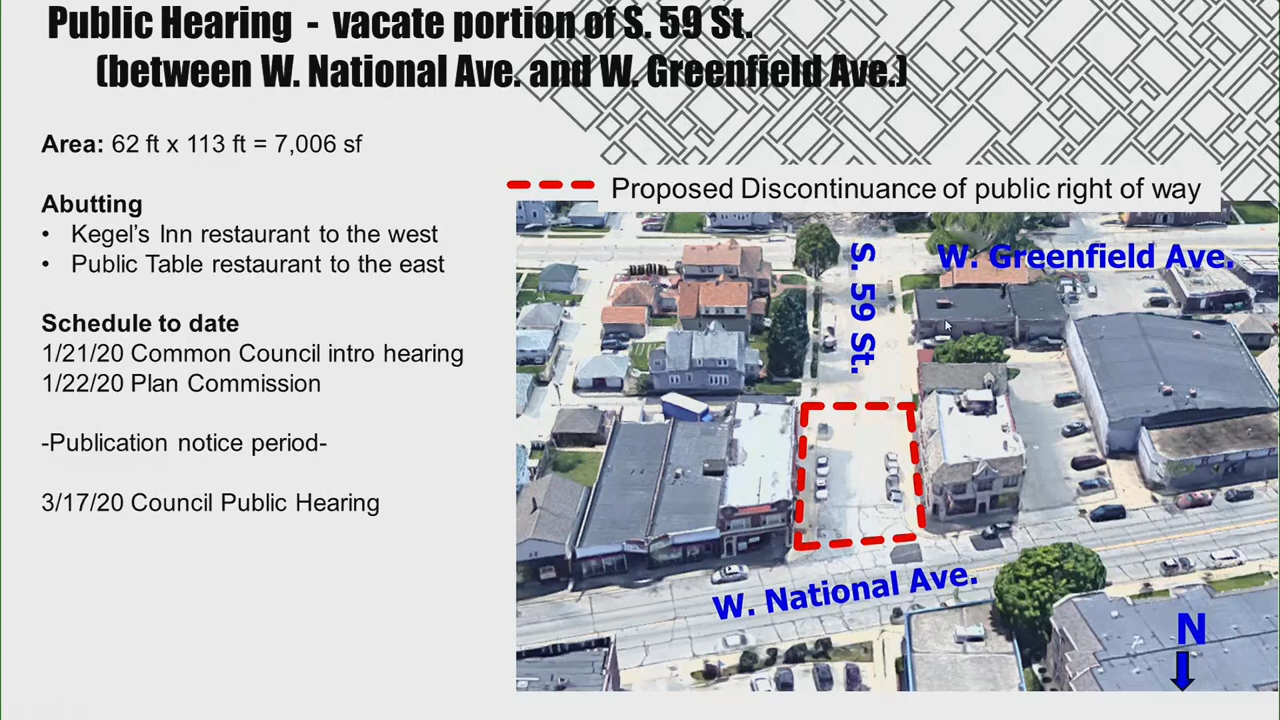 Public Hearing - vacate portion of S. 59 St.
(between W. National Ave. and W. Greenfield Ave.)
Area: 62 ft x 113 ft = 7,006 sf
Abutting
• Kegel's Inn restaurant to the west
• Public Table restaurant to the east
Schedule to date
1/21/20 Common Council intro hearing
1/22/20 Plan Commission
-Publication notice period-
3/17/20 Council Public Hearing
Proposed Discontinuance of public right of way
W. Greenfield Ave.
S. 59 St.
W. National Ave.
N